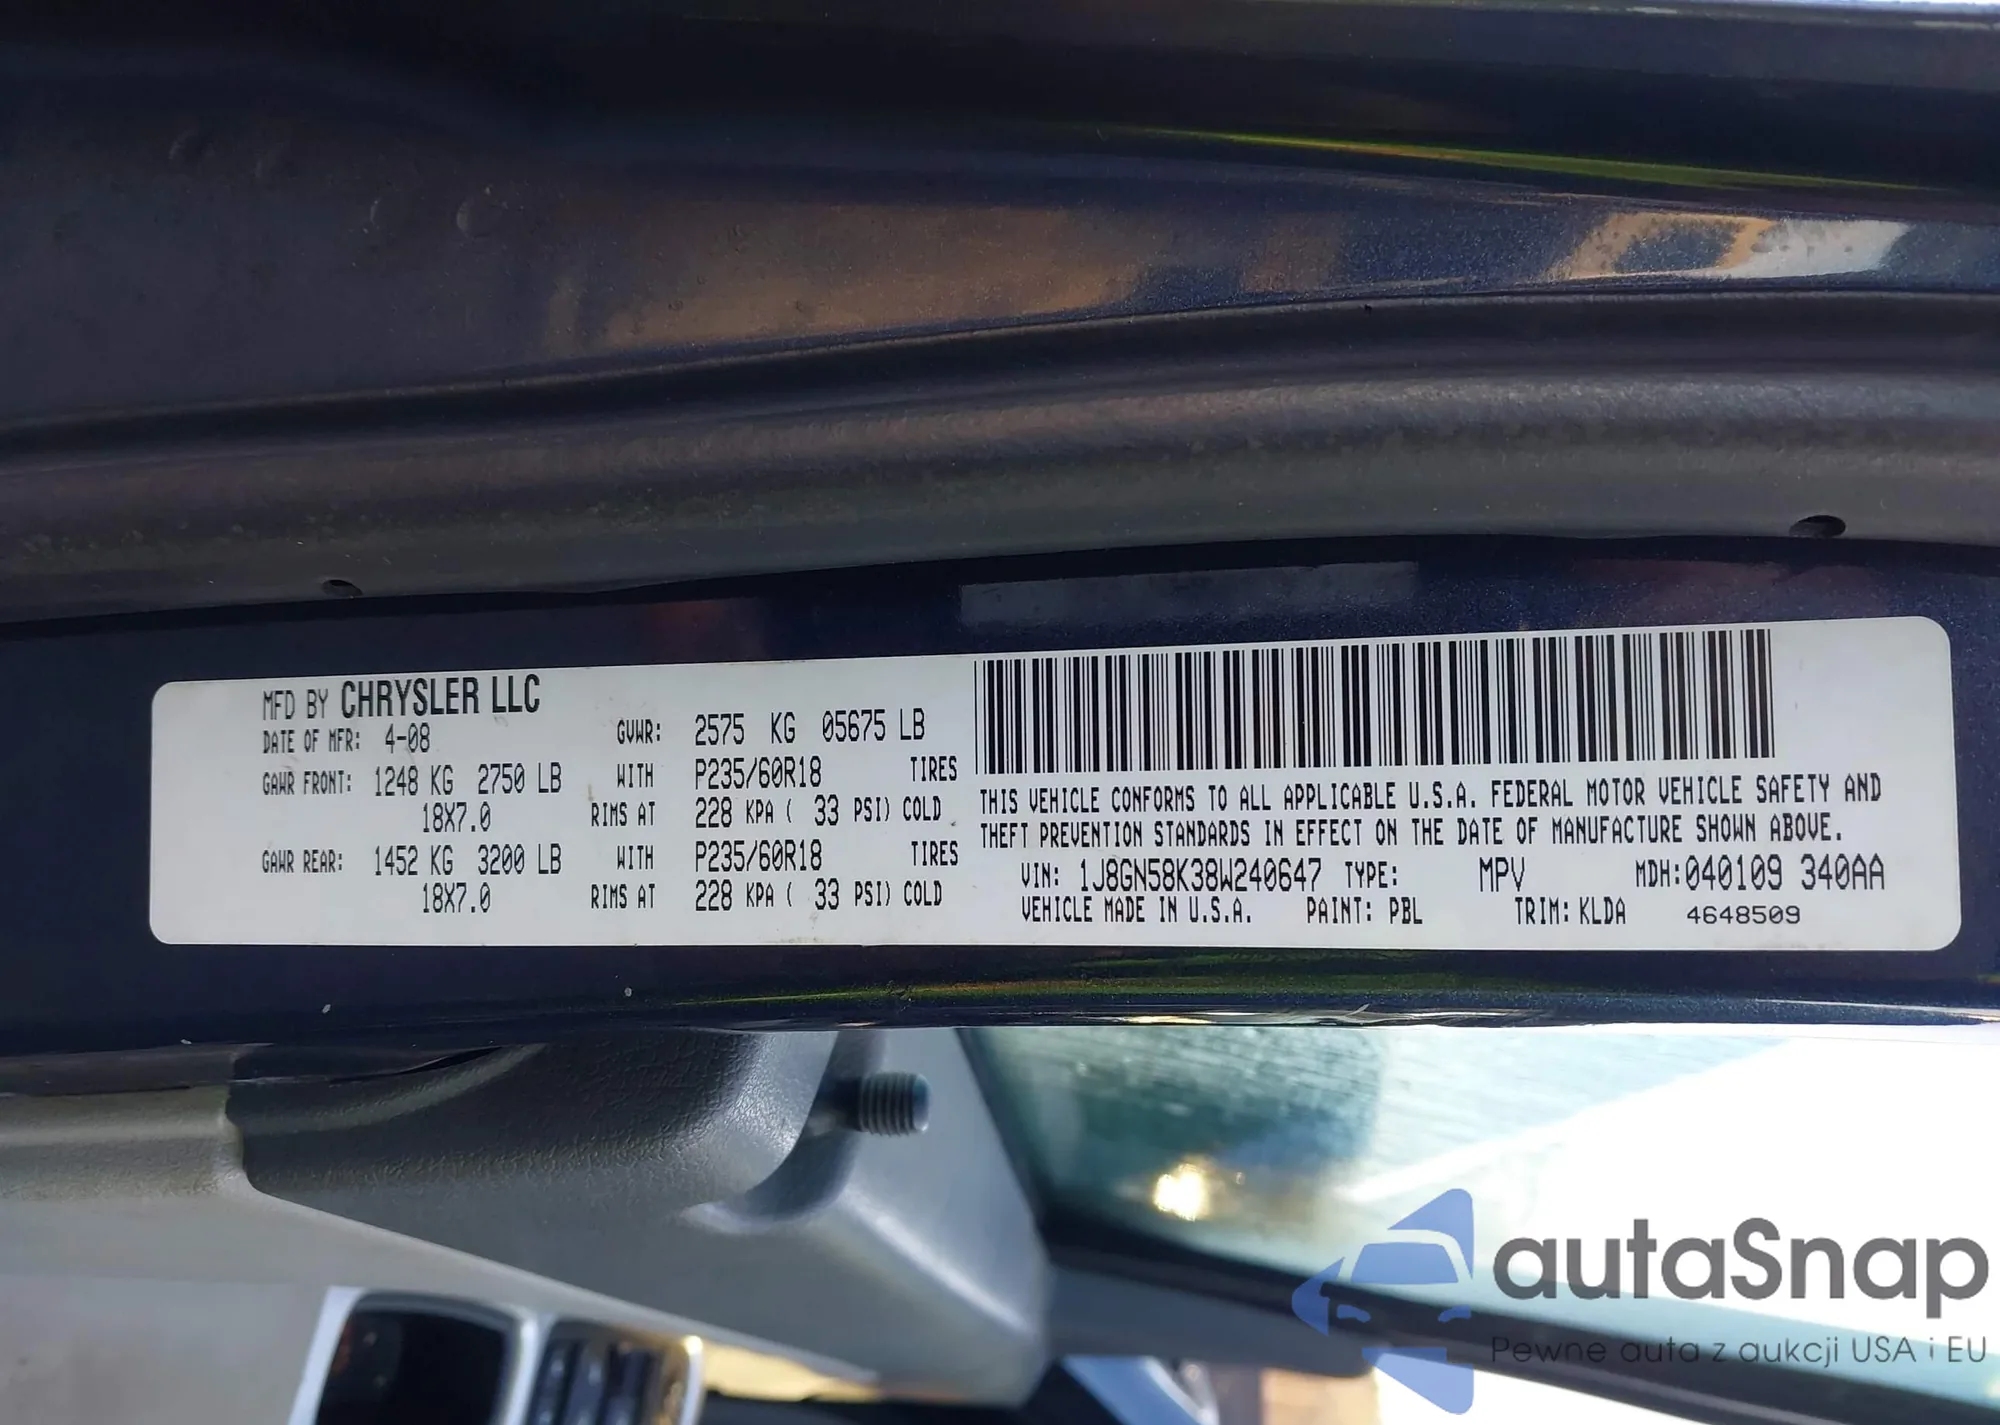 MFD BY CHRYSLER LLC
DATE OF MFR: 4-08 GVWR: 2575 KG 05675 LB
GAWR FRONT: 1248 KG 2750 LB WITH P235/60R18 TIRES
18X7.0 RIMS AT 228 KPA ( 33 PSI) COLD
GAWR REAR: 1452 KG 3200 LB WITH P235/60R18 TIRES
18X7.0 RIMS AT 228 KPA ( 33 PSI) COLD
THIS VEHICLE CONFORMS TO ALL APPLICABLE U.S.A. FEDERAL MOTOR VEHICLE SAFETY AND
THEFT PREVENTION STANDARDS IN EFFECT ON THE DATE OF MANUFACTURE SHOWN ABOVE.
VIN: 1J8GN58K38W240647 TYPE: MPV MDH:040109 340AA
VEHICLE MADE IN U.S.A. PAINT: PBL TRIM: KLDA 4648509
autaSnap
Pewne auta z aukcji USA i EU